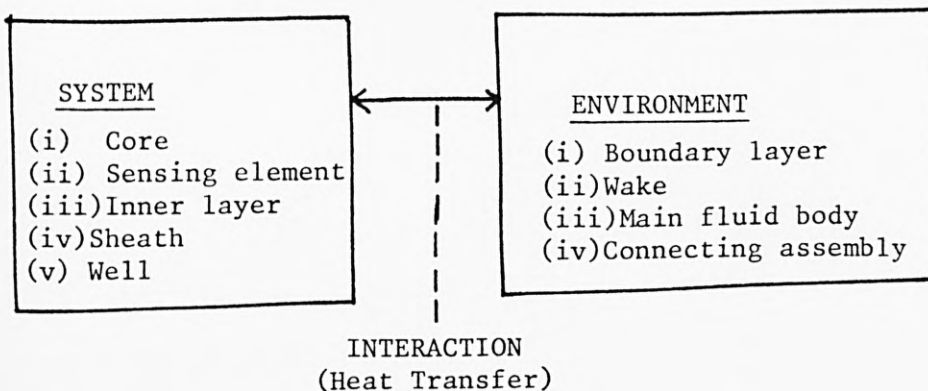 SYSTEM
(i) Core
(ii) Sensing element
(iii)Inner layer
(iv)Sheath
(v) Well
ENVIRONMENT
(i) Boundary layer
(ii)Wake
(iii)Main fluid body
(iv)Connecting assembly
INTERACTION
(Heat Transfer)